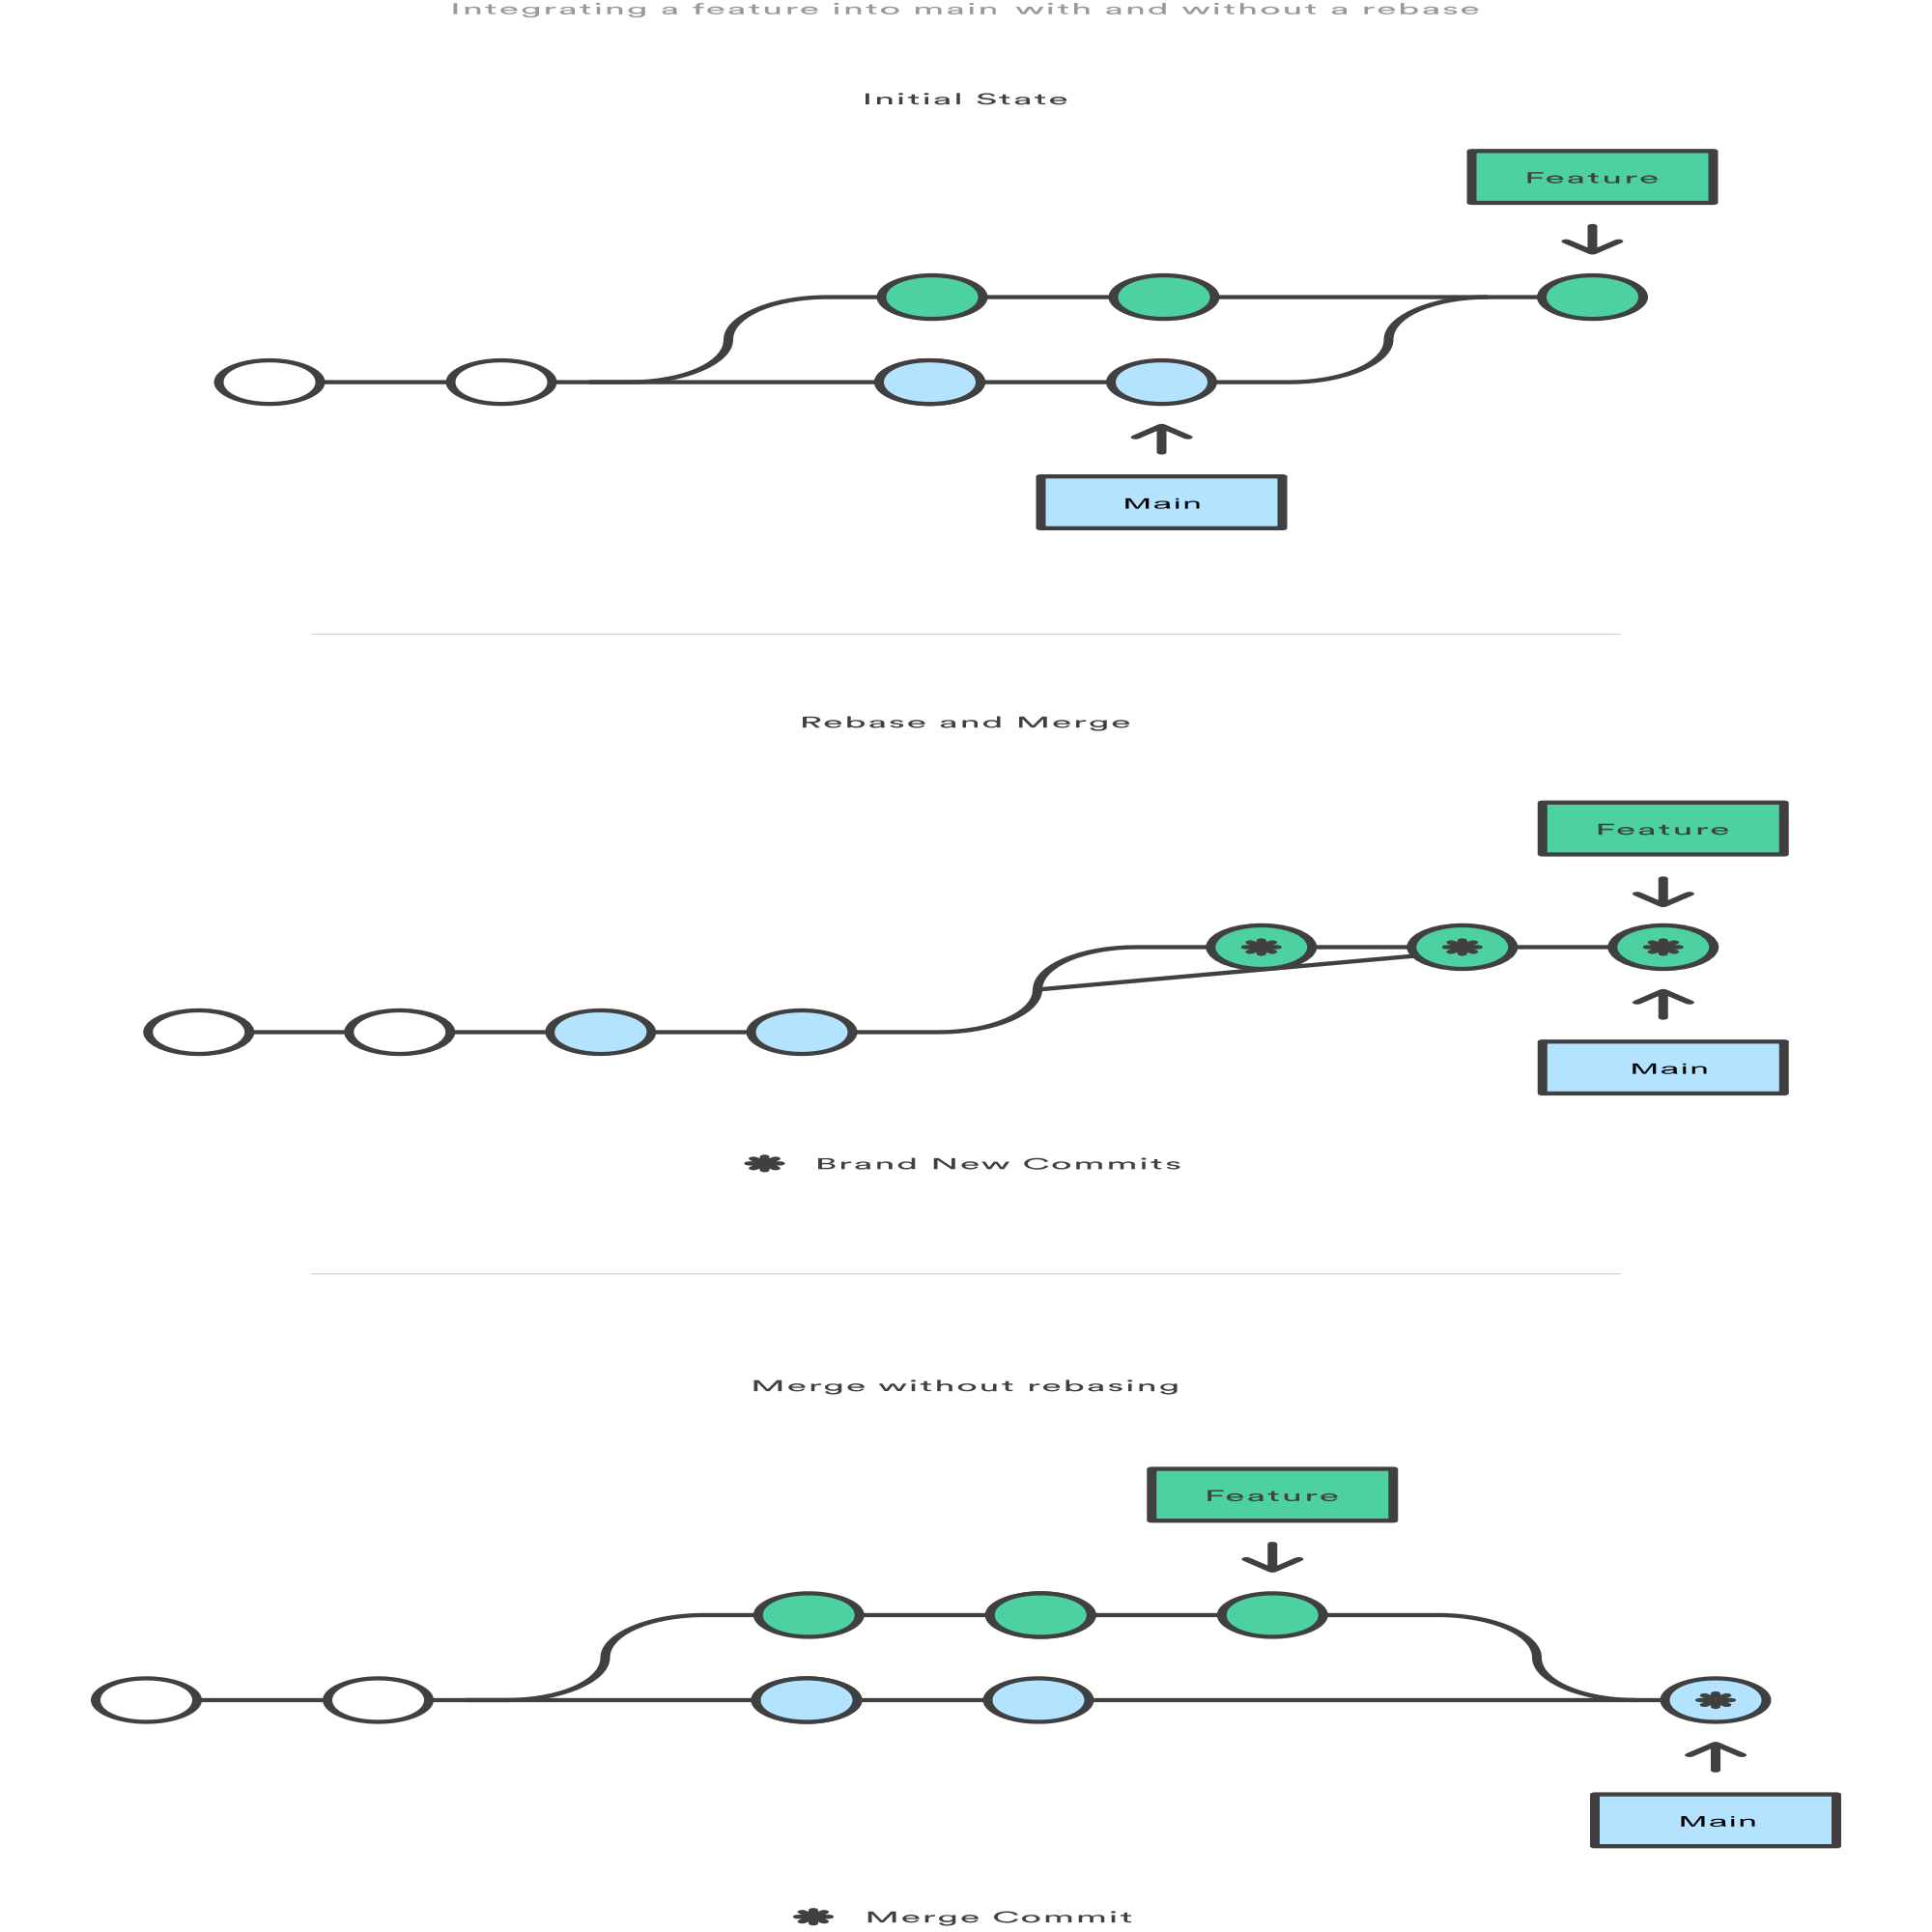 Integrating a feature into main with and without a rebase
Initial State
Feature
Main
Rebase and Merge
Feature
Main
Brand New Commits
Merge without rebasing
Feature
Main
Merge Commit